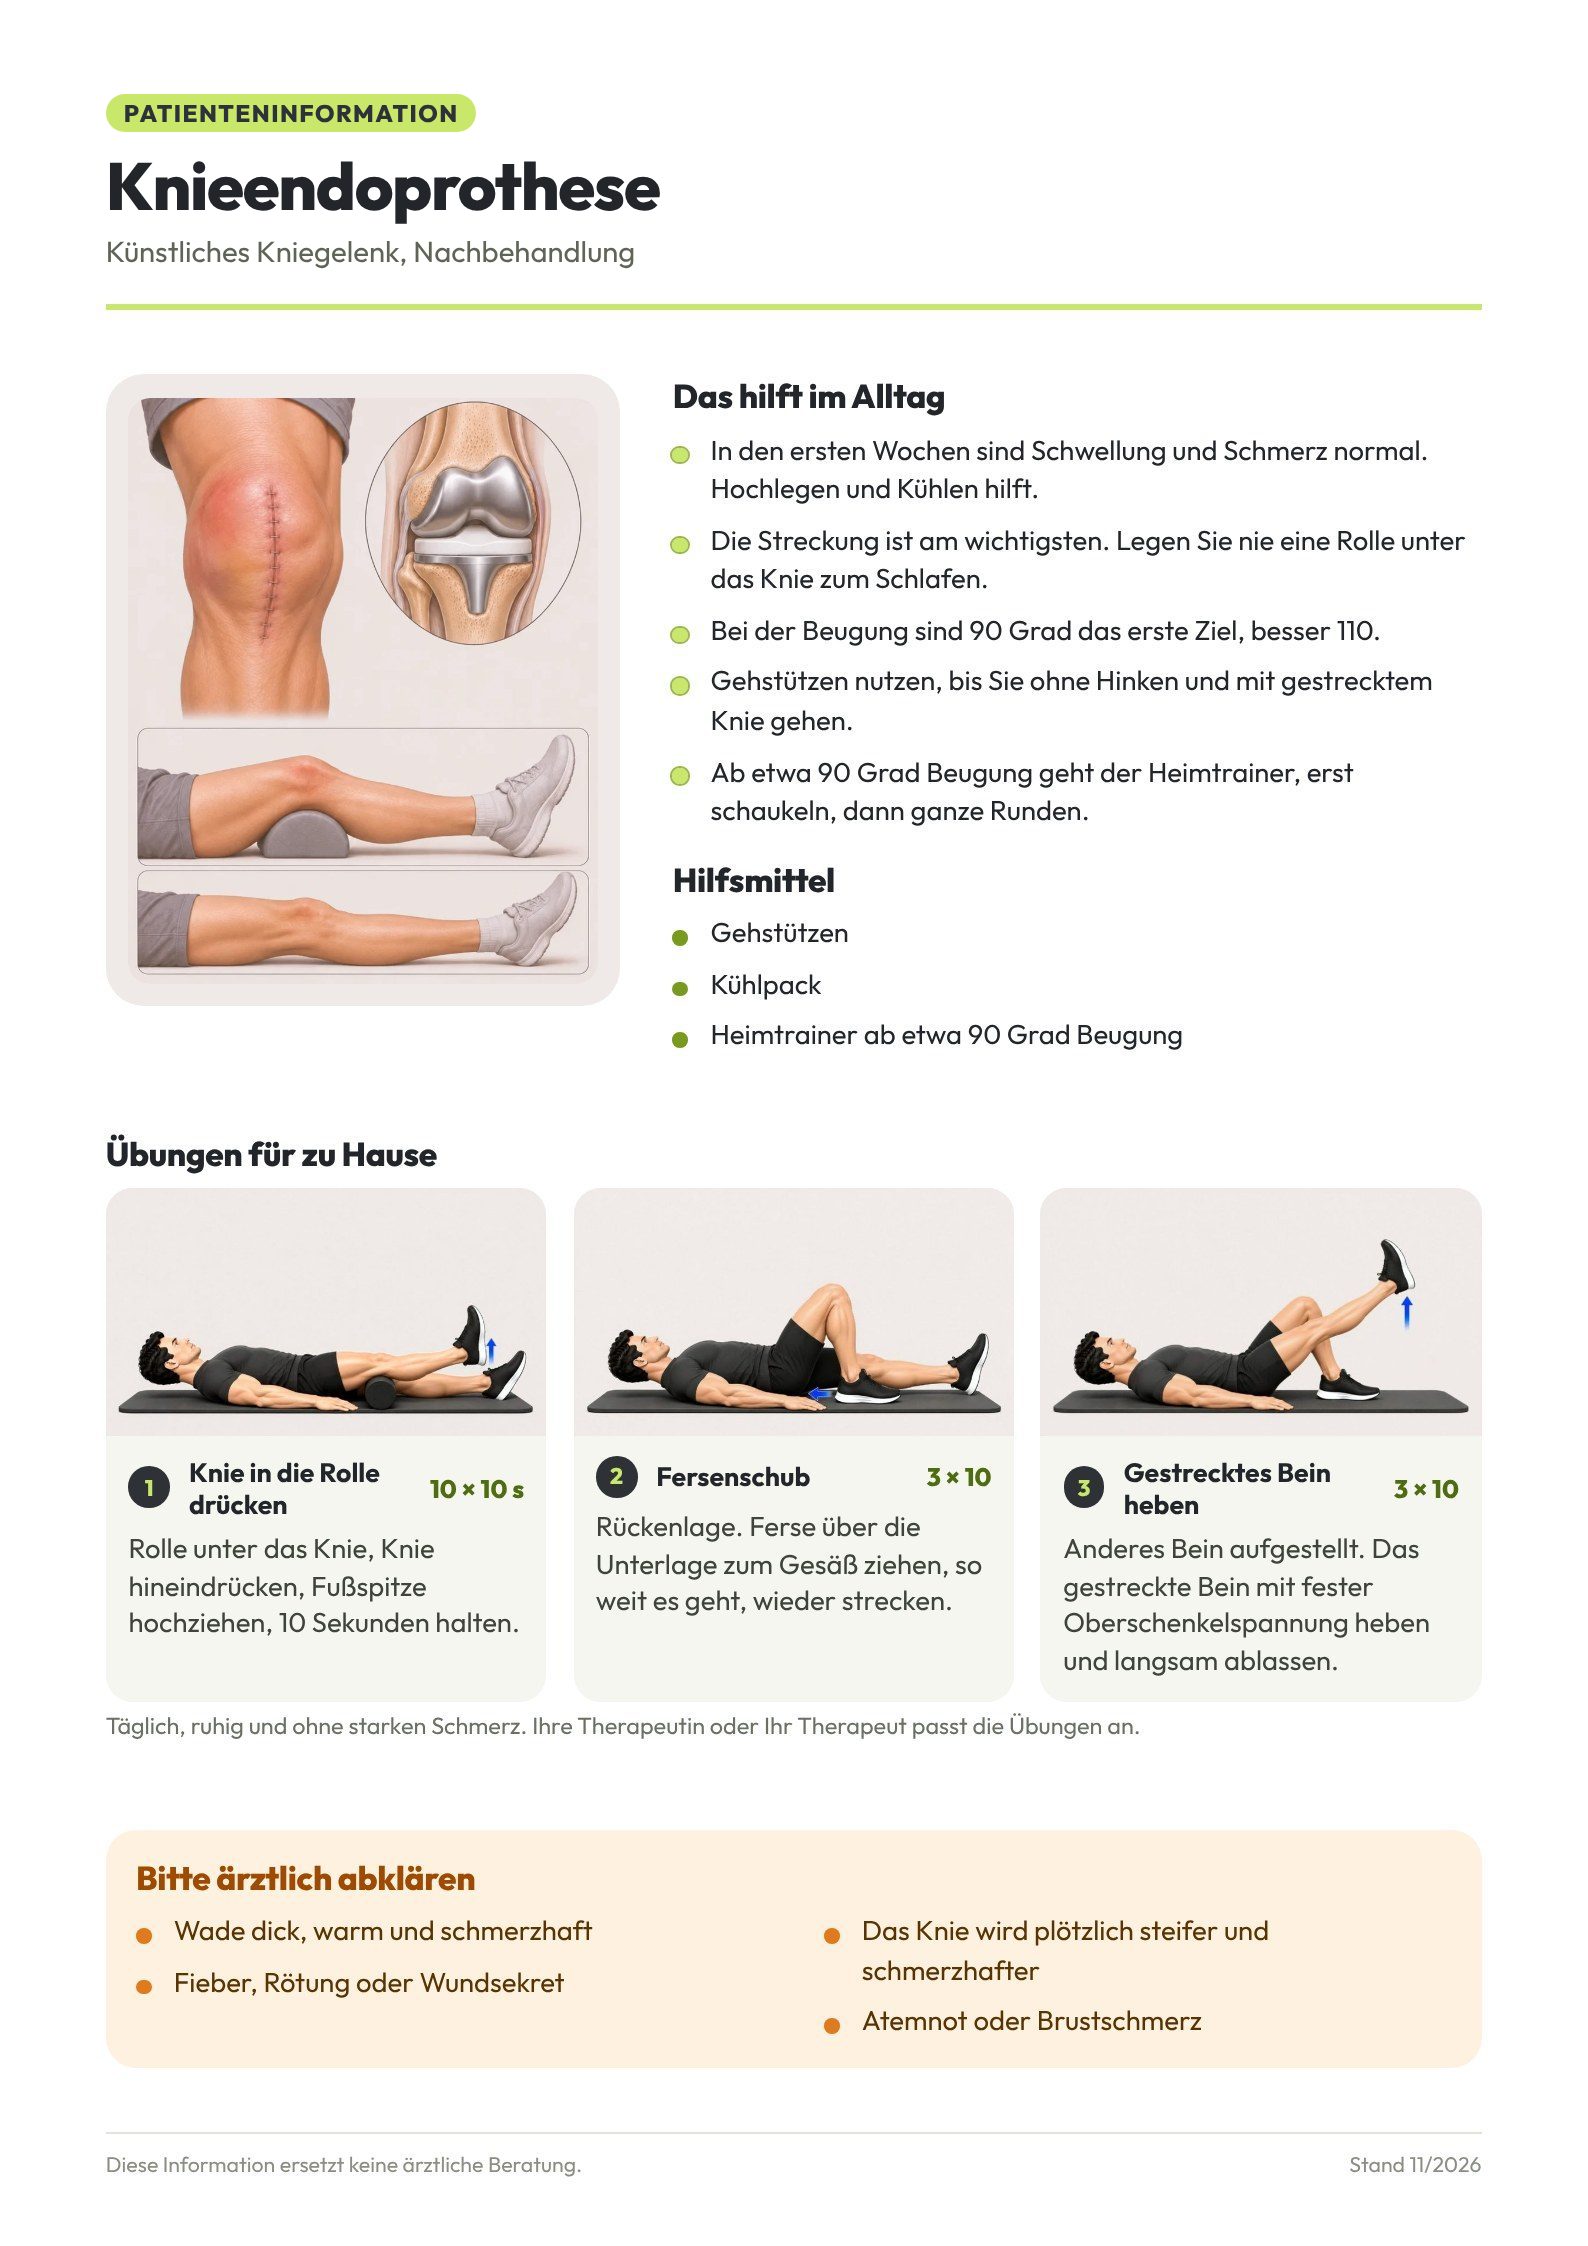 PATIENTENINFORMATION
Knieendoprothese
Künstliches Kniegelenk, Nachbehandlung
Das hilft im Alltag
In den ersten Wochen sind Schwellung und Schmerz normal.
Hochlegen und Kühlen hilft.
Die Streckung ist am wichtigsten. Legen Sie nie eine Rolle unter
das Knie zum Schlafen.
Bei der Beugung sind 90 Grad das erste Ziel, besser 110.
Gehstützen nutzen, bis Sie ohne Hinken und mit gestrecktem
Knie gehen.
Ab etwa 90 Grad Beugung geht der Heimtrainer, erst
schaukeln, dann ganze Runden.
Hilfsmittel
Gehstützen
Kühlpack
Heimtrainer ab etwa 90 Grad Beugung
Übungen für zu Hause
1 Knie in die Rolle
drücken
10 × 10 s
Rolle unter das Knie, Knie
hineindrücken, Fußspitze
hochziehen, 10 Sekunden halten.
2 Fersenschub 3 × 10
Rückenlage. Ferse über die
Unterlage zum Gesäß ziehen, so
weit es geht, wieder strecken.
3 Gestrecktes Bein
heben
3 × 10
Anderes Bein aufgestellt. Das
gestreckte Bein mit fester
Oberschenkelspannung heben
und langsam ablassen.
Täglich, ruhig und ohne starken Schmerz. Ihre Therapeutin oder Ihr Therapeut passt die Übungen an.
Bitte ärztlich abklären
Wade dick, warm und schmerzhaft
Fieber, Rötung oder Wundsekret
Das Knie wird plötzlich steifer und
schmerzhafter
Atemnot oder Brustschmerz
Diese Information ersetzt keine ärztliche Beratung.
Stand 11/2026